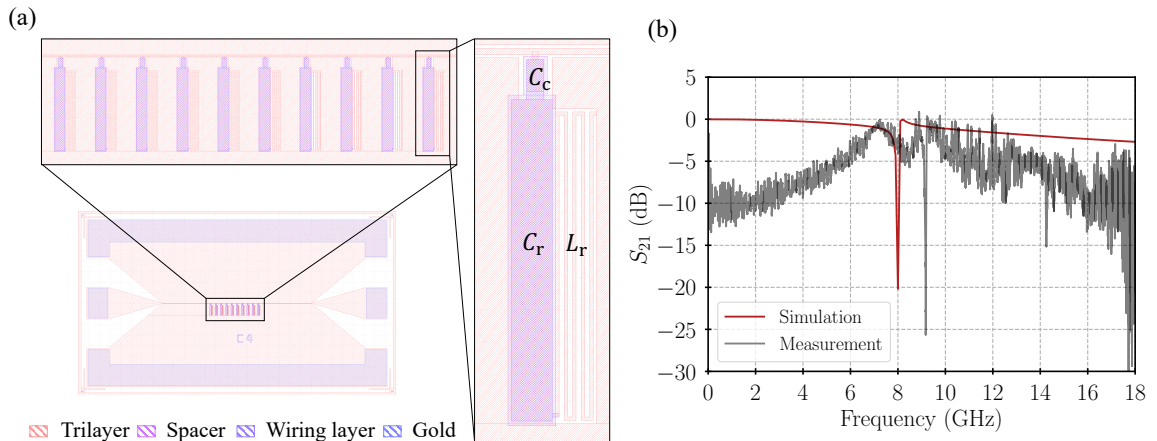 (a)
C_c
C_r
L_r
C4
Trilayer
Spacer
Wiring layer
Gold
(b)
5
0
−5
−10
−15
−20
−25
−30
S_21 (dB)
Simulation
Measurement
0 2 4 6 8 10 12 14 16 18
Frequency (GHz)